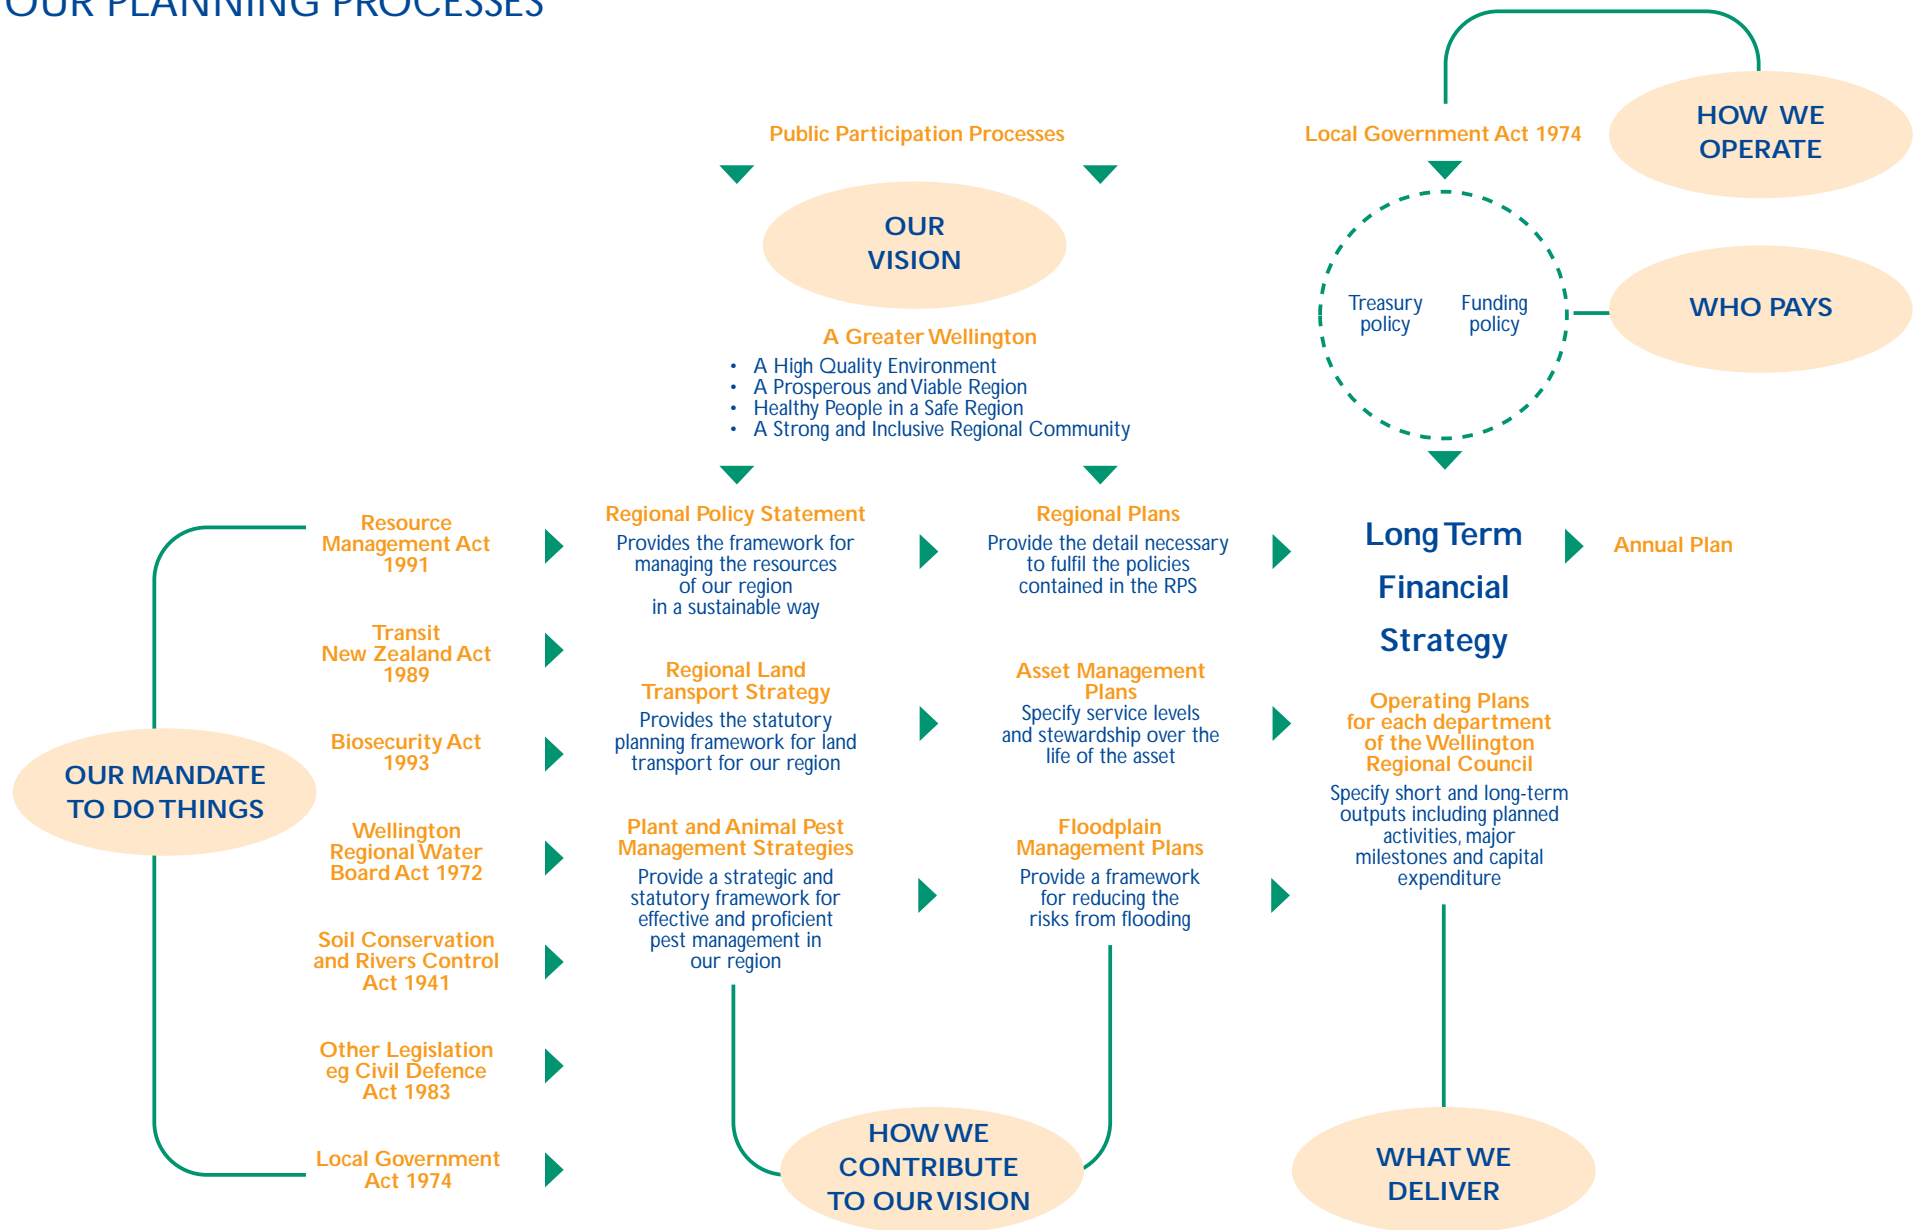 OUR PLANNING PROCESSES
HOW WE
OPERATE
Public Participation Processes
Local Government Act 1974
OUR
VISION
Treasury
policy
Funding
policy
WHO PAYS
A Greater Wellington
• A High Quality Environment
• A Prosperous and Viable Region
• Healthy People in a Safe Region
• A Strong and Inclusive Regional Community
OUR MANDATE
TO DO THINGS
Resource
Management Act
1991
Transit
New Zealand Act
1989
Biosecurity Act
1993
Wellington
Regional Water
Board Act 1972
Soil Conservation
and Rivers Control
Act 1941
Other Legislation
eg Civil Defence
Act 1983
Local Government
Act 1974
Regional Policy Statement
Provides the framework for
managing the resources
of our region
in a sustainable way
Regional Land
Transport Strategy
Provides the statutory
planning framework for land
transport for our region
Plant and Animal Pest
Management Strategies
Provide a strategic and
statutory framework for
effective and proficient
pest management in
our region
Regional Plans
Provide the detail necessary
to fulfil the policies
contained in the RPS
Asset Management
Plans
Specify service levels
and stewardship over the
life of the asset
Floodplain
Management Plans
Provide a framework
for reducing the
risks from flooding
HOW WE
CONTRIBUTE
TO OUR VISION
Long Term
Financial
Strategy
Annual Plan
Operating Plans
for each department
of the Wellington
Regional Council
Specify short and long-term
outputs including planned
activities, major
milestones and capital
expenditure
WHAT WE
DELIVER